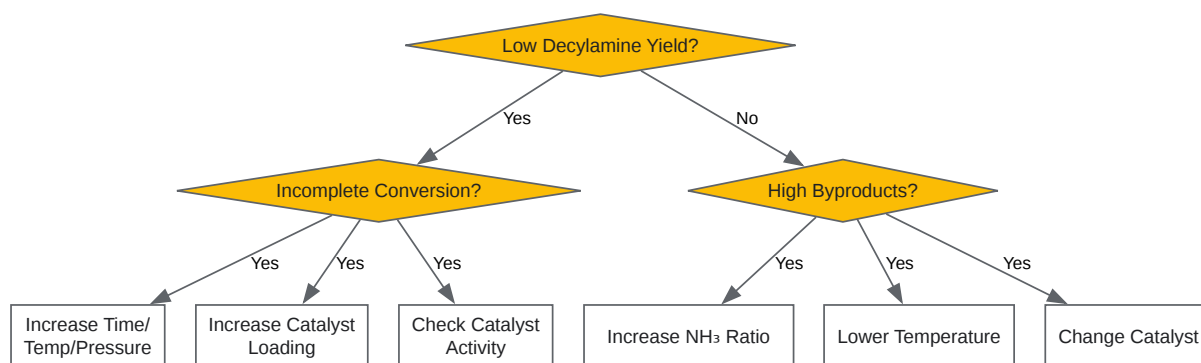 Low Decylamine Yield?
Yes
No
Incomplete Conversion?
High Byproducts?
Yes
Yes
Yes
Yes
Yes
Yes
Increase Time/
Temp/Pressure
Increase Catalyst
Loading
Check Catalyst
Activity
Increase NH₃ Ratio
Lower Temperature
Change Catalyst